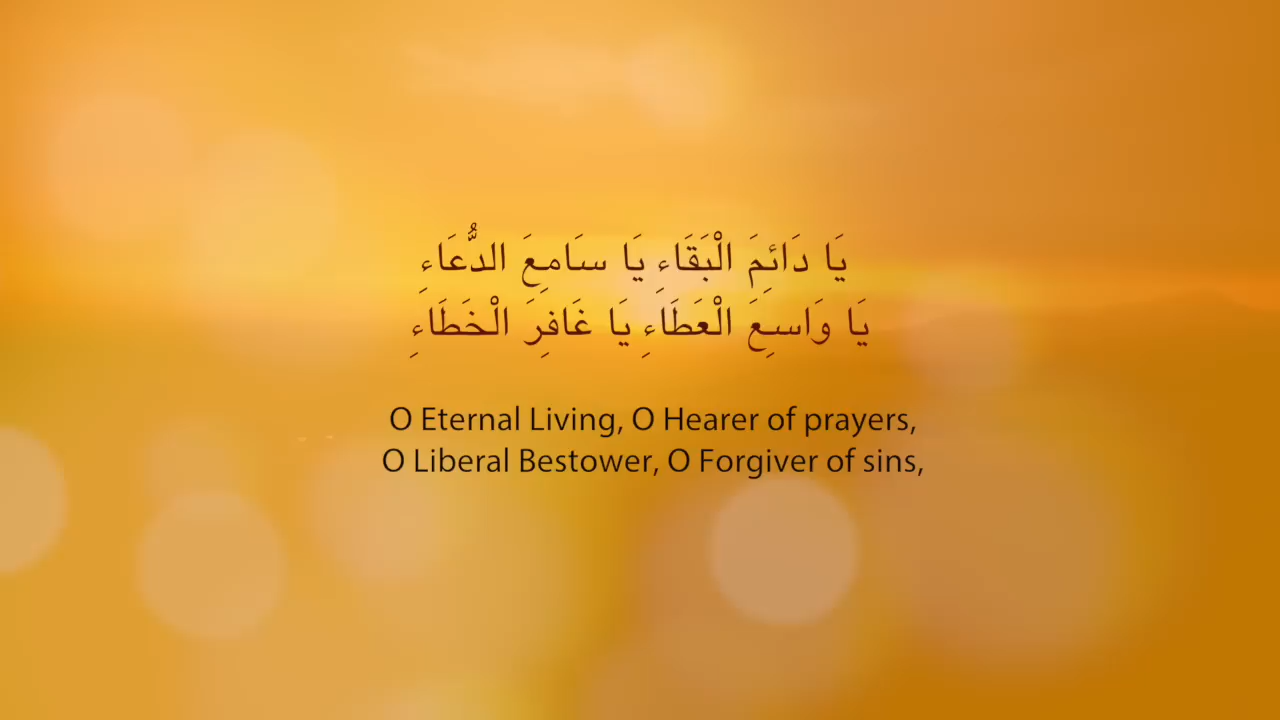 يَا دَائِمَ الْبَقَاءِ يَا سَامِعَ الدُّعَاءِ
يَا وَاسِعَ الْعَطَاءِ يَا غَافِرَ الْخَطَاءِ
O Eternal Living, O Hearer of prayers,
O Liberal Bestower, O Forgiver of sins,